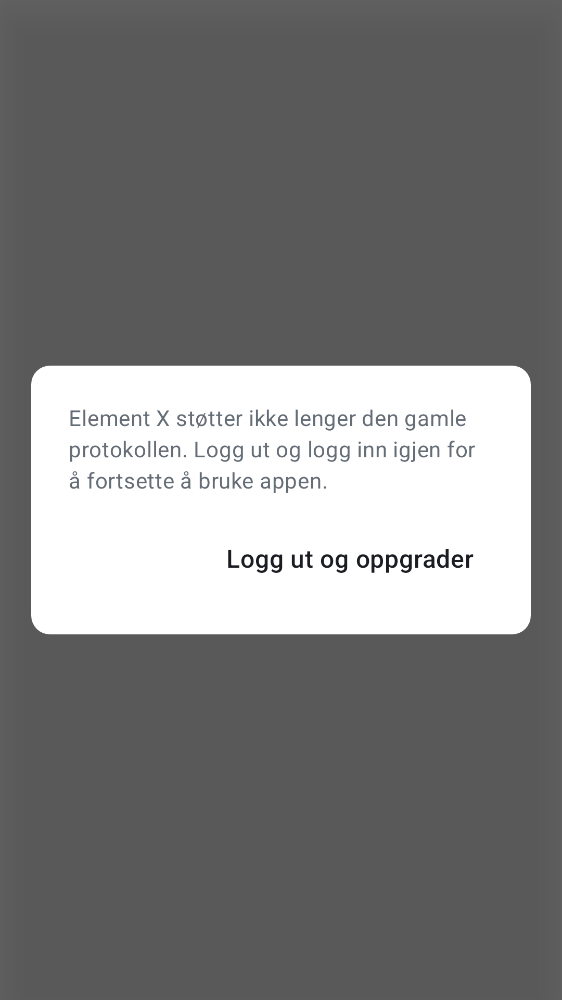 Element X støtter ikke lenger den gamle
protokollen. Logg ut og logg inn igjen for
å fortsette å bruke appen.
Logg ut og oppgrader